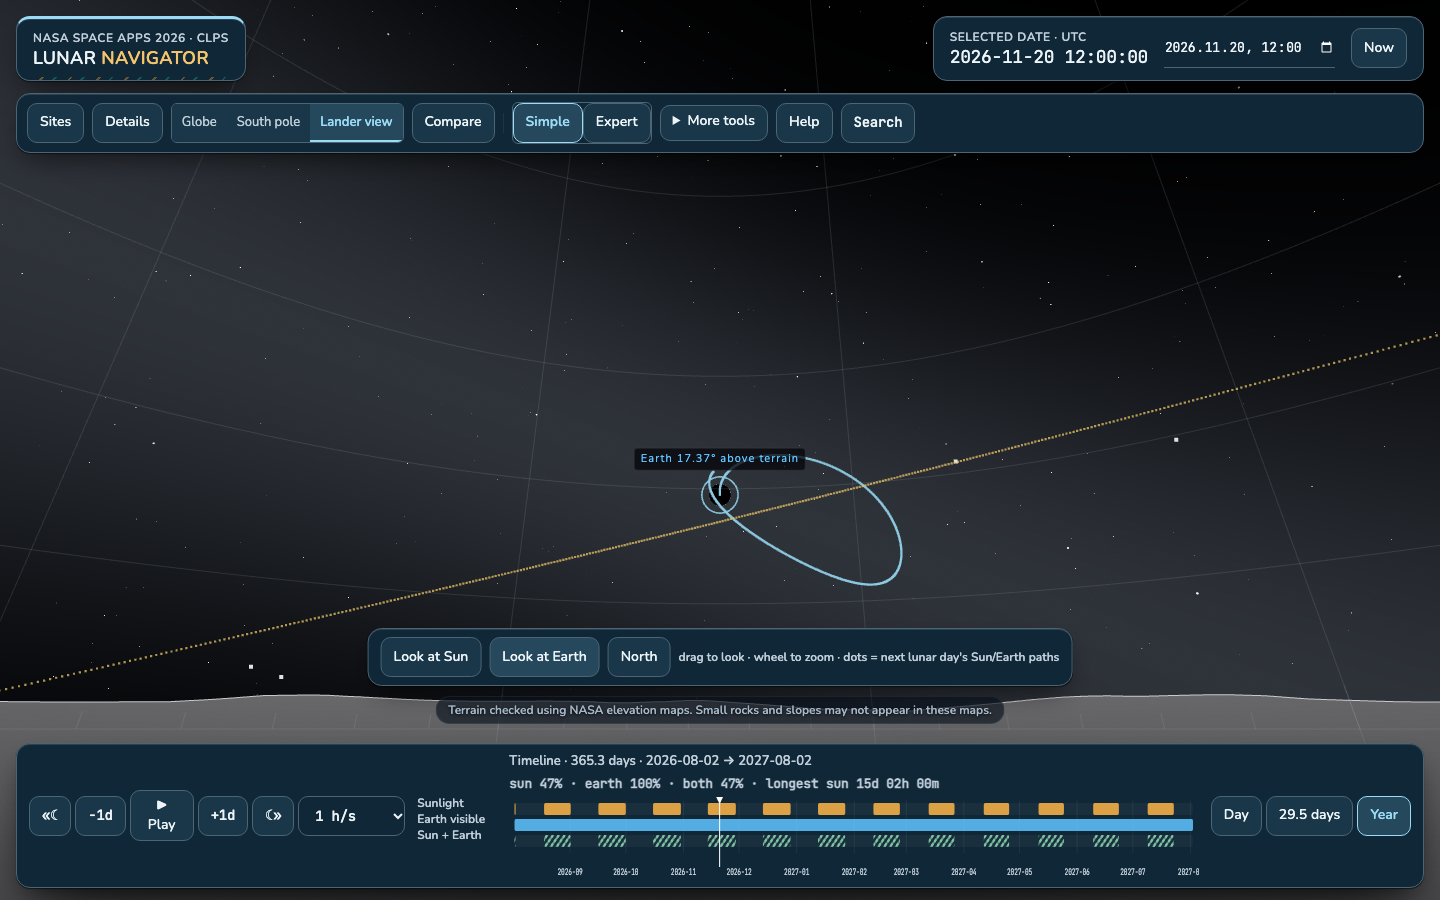 NASA SPACE APPS 2026 · CLPS
LUNAR NAVIGATOR
SELECTED DATE · UTC
2026-11-20 12:00:00
2026.11.20, 12:00
Now
Sites
Details
Globe
South pole
Lander view
Compare
Simple
Expert
▶ More tools
Help
Search
Earth 17.37° above terrain
Look at Sun
Look at Earth
North
drag to look · wheel to zoom · dots = next lunar day's Sun/Earth paths
Terrain checked using NASA elevation maps. Small rocks and slopes may not appear in these maps.
Timeline · 365.3 days · 2026-08-02 → 2027-08-02
sun 47% · earth 100% · both 47% · longest sun 15d 02h 00m
«☾
-1d
▶
Play
+1d
☾»
1 h/s
Sunlight
Earth visible
Sun + Earth
2026-09 2026-10 2026-11 2026-12 2027-01 2027-02 2027-03 2027-04 2027-05 2027-06 2027-07 2027-0
Day
29.5 days
Year